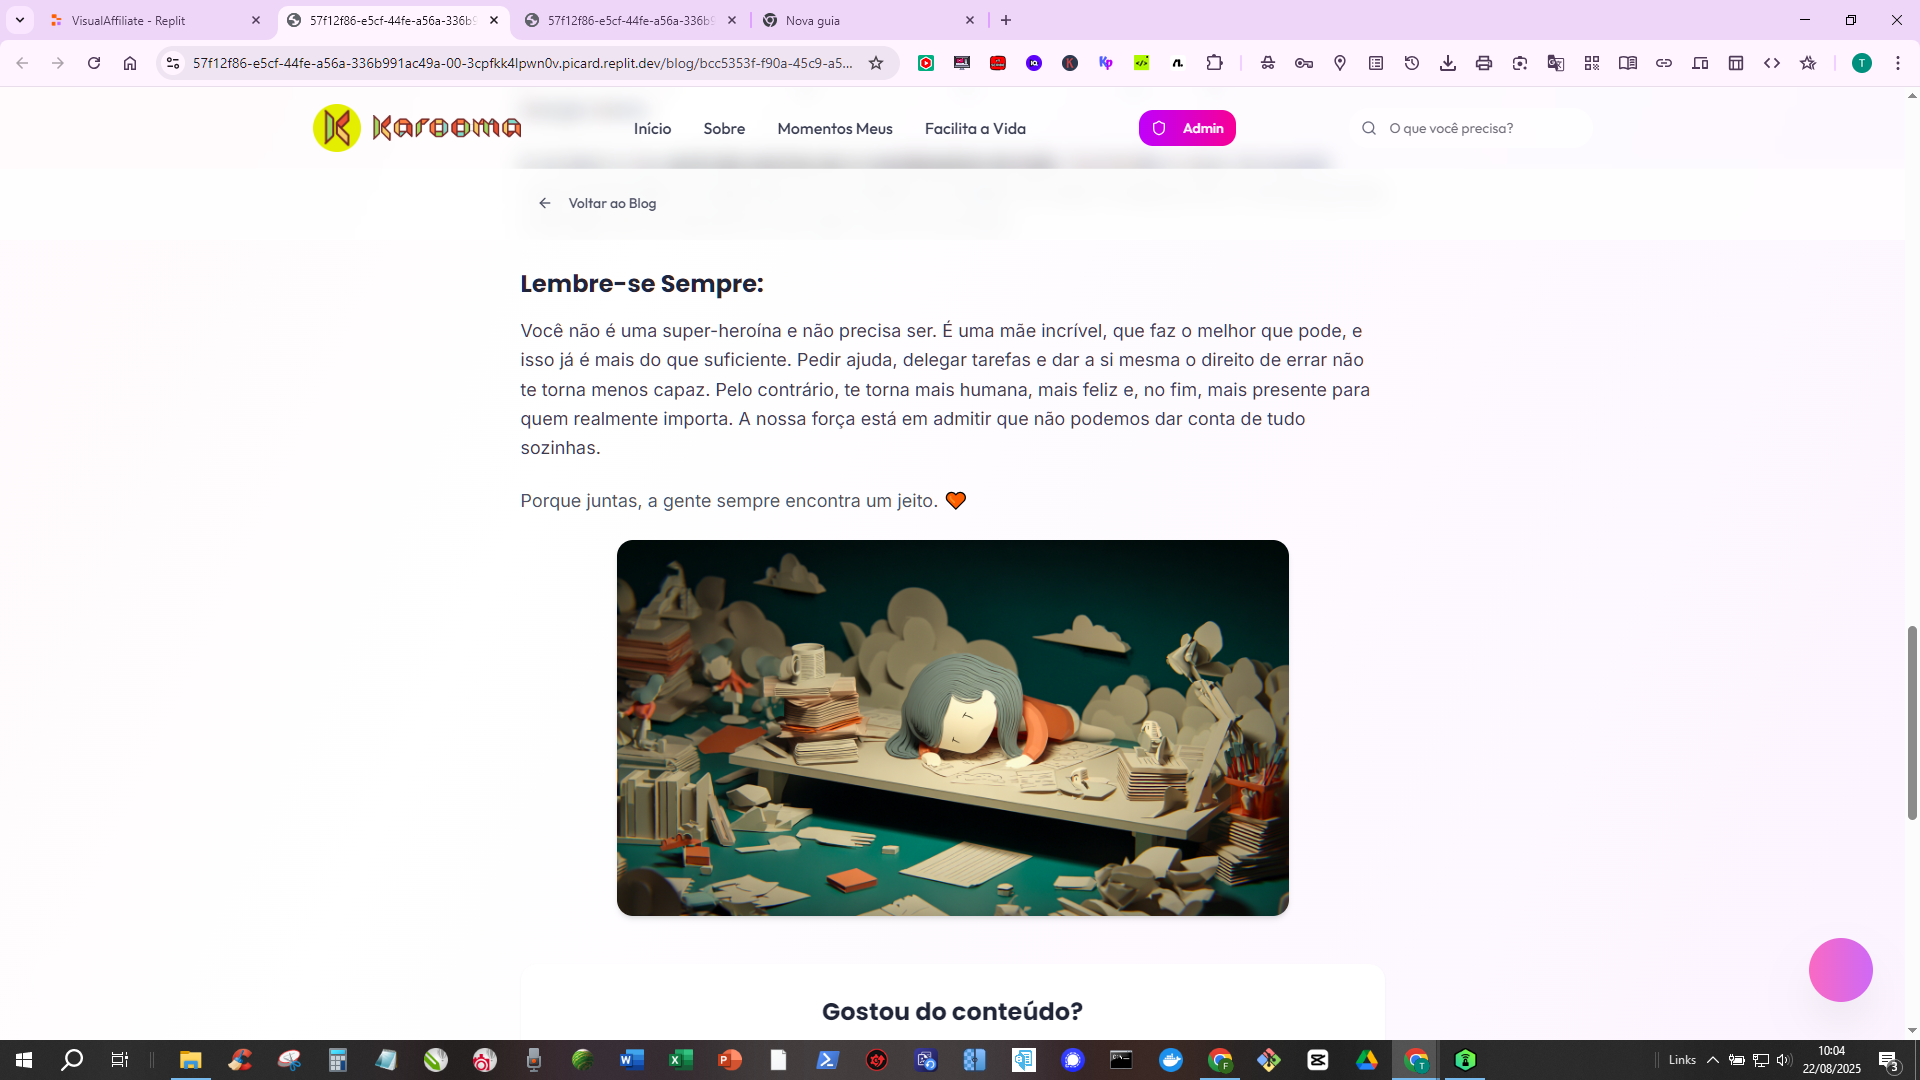 VisualAffiliate - Replit
57f12f86-e5cf-44fe-a56a-336b9
57f12f86-e5cf-44fe-a56a-336b9
Nova guia
57f12f86-e5cf-44fe-a56a-336b991ac49a-00-3cpfkk4lpwn0v.picard.replit.dev/blog/bcc5353f-f90a-45c9-a5...
T
Karooma
Início
Sobre
Momentos Meus
Facilita a Vida
Admin
O que você precisa?
Voltar ao Blog
Lembre-se Sempre:
Você não é uma super-heroína e não precisa ser. É uma mãe incrível, que faz o melhor que pode, e
isso já é mais do que suficiente. Pedir ajuda, delegar tarefas e dar a si mesma o direito de errar não
te torna menos capaz. Pelo contrário, te torna mais humana, mais feliz e, no fim, mais presente para
quem realmente importa. A nossa força está em admitir que não podemos dar conta de tudo
sozinhas.
Porque juntas, a gente sempre encontra um jeito. 🧡
Gostou do conteúdo?
Links
10:04
22/08/2025
3